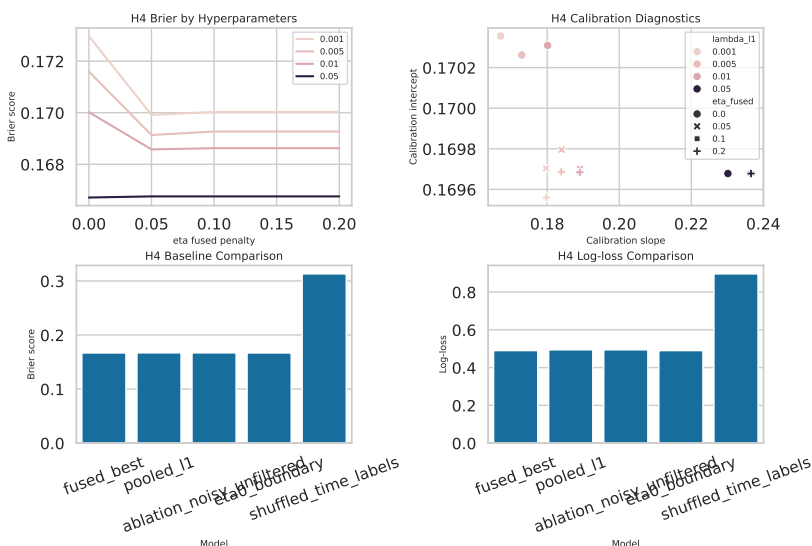 H4 Brier by Hyperparameters
Brier score
0.172
0.170
0.168
0.001
0.005
0.01
0.05
0.00
0.05
0.10
0.15
0.20
eta fused penalty
H4 Calibration Diagnostics
Calibration intercept
0.1702
0.1700
0.1698
0.1696
lambda_l1
0.001
0.005
0.01
0.05
eta_fused
0.0
0.05
0.1
0.2
0.18
0.20
0.22
0.24
Calibration slope
H4 Baseline Comparison
Brier score
0.3
0.2
0.1
0.0
fused_best
pooled_l1
ablation_noisy_unfiltered
eta0_boundary
shuffled_time_labels
Model
H4 Log-loss Comparison
Log-loss
0.8
0.6
0.4
0.2
0.0
fused_best
pooled_l1
ablation_noisy_unfiltered
eta0_boundary
shuffled_time_labels
Model